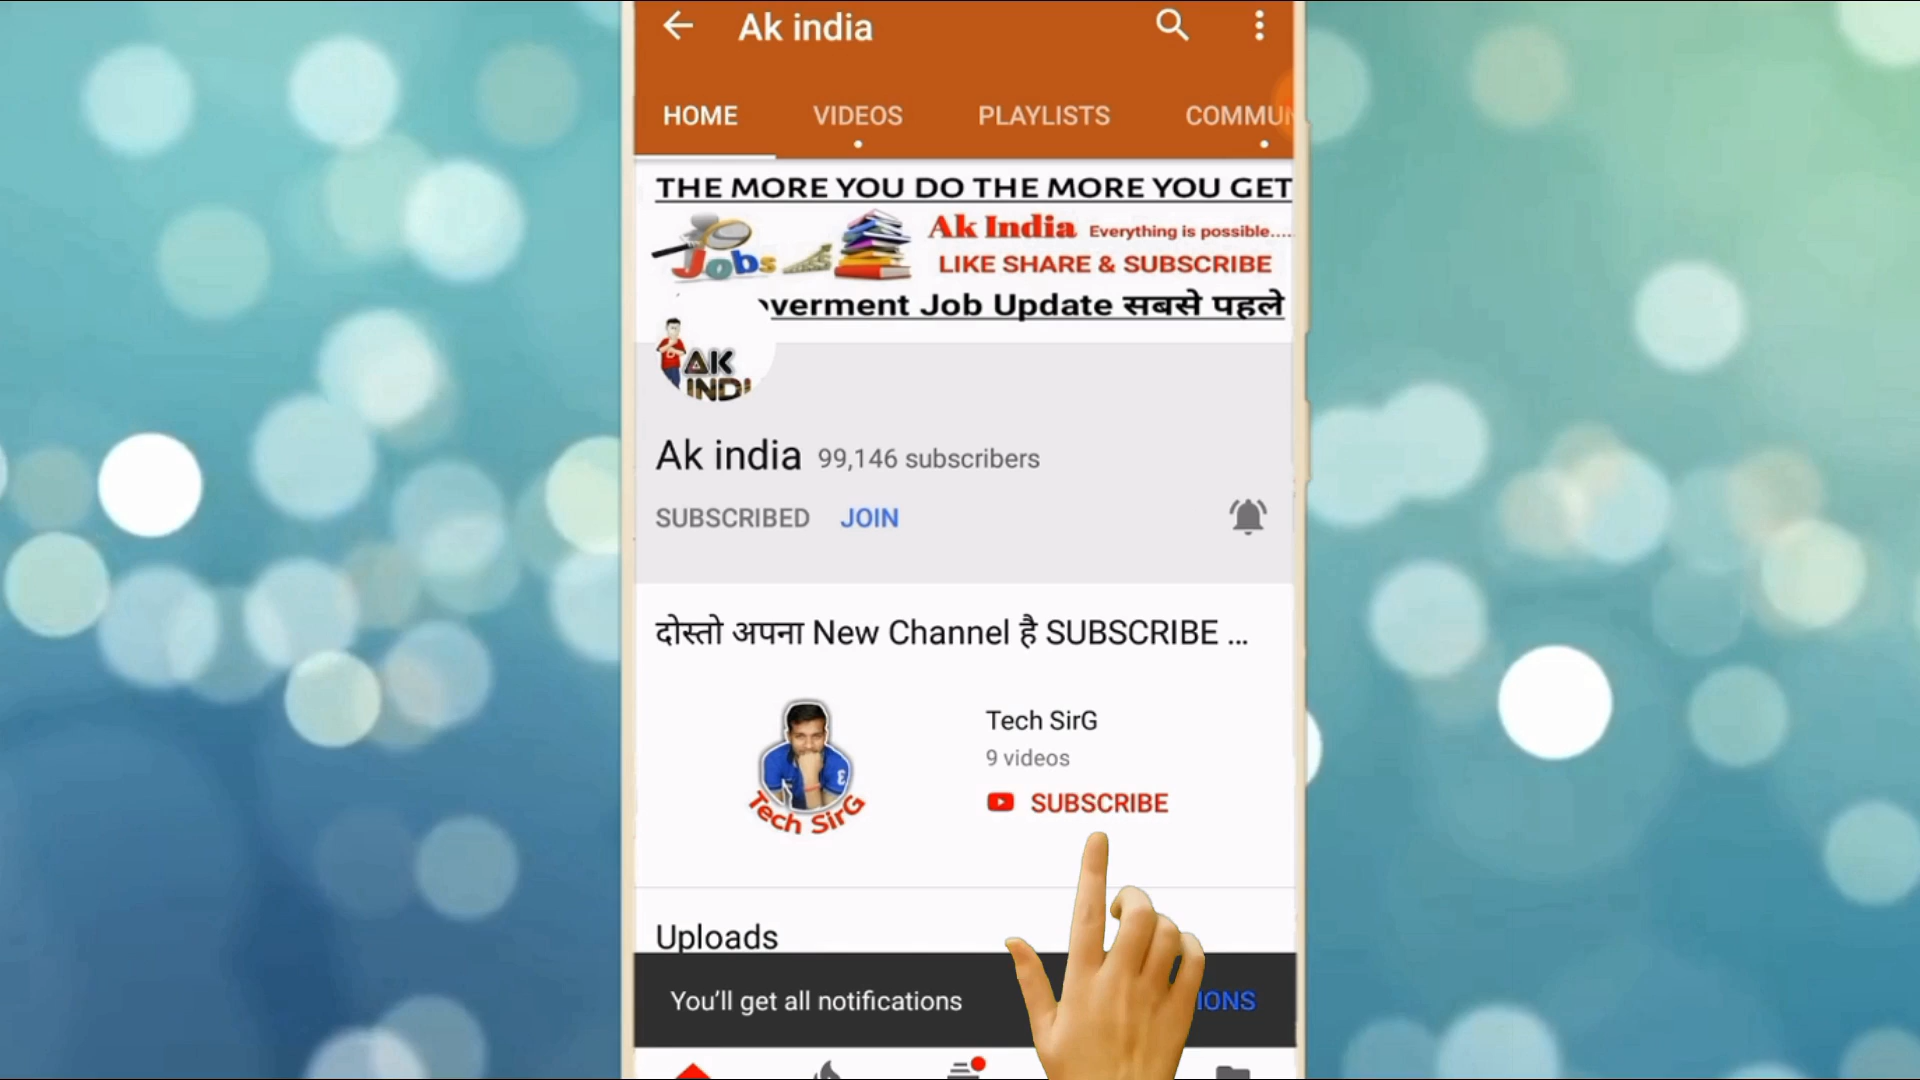 Ak india
HOME VIDEOS PLAYLISTS COMMUN
THE MORE YOU DO THE MORE YOU GET
Jobs
Ak India Everything is possible.....
LIKE SHARE & SUBSCRIBE
verment Job Update सबसे पहले
AK
INDI
Ak india 99,146 subscribers
SUBSCRIBED JOIN
दोस्तो अपना New Channel है SUBSCRIBE ...
Tech SirG
Tech SirG
9 videos
SUBSCRIBE
Uploads
You'll get all notifications IONS